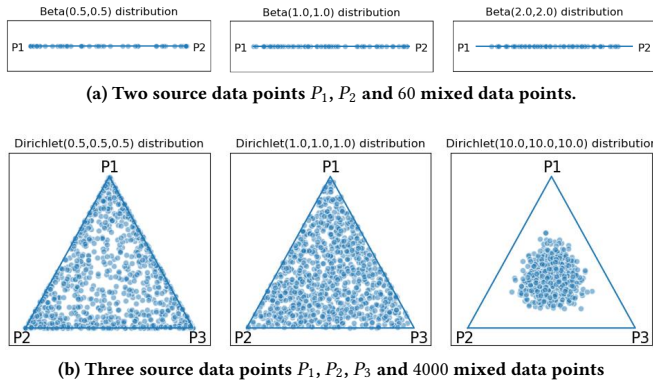 Beta(0.5,0.5) distribution Beta(1.0,1.0) distribution Beta(2.0,2.0) distribution
P1 P2 P1 P2 P1 P2
(a) Two source data points P₁, P₂ and 60 mixed data points.
Dirichlet(0.5,0.5,0.5) distribution Dirichlet(1.0,1.0,1.0) distribution Dirichlet(10.0,10.0,10.0) distribution
P1 P1 P1
P2 P3 P2 P3 P2 P3
(b) Three source data points P₁, P₂, P₃ and 4000 mixed data points